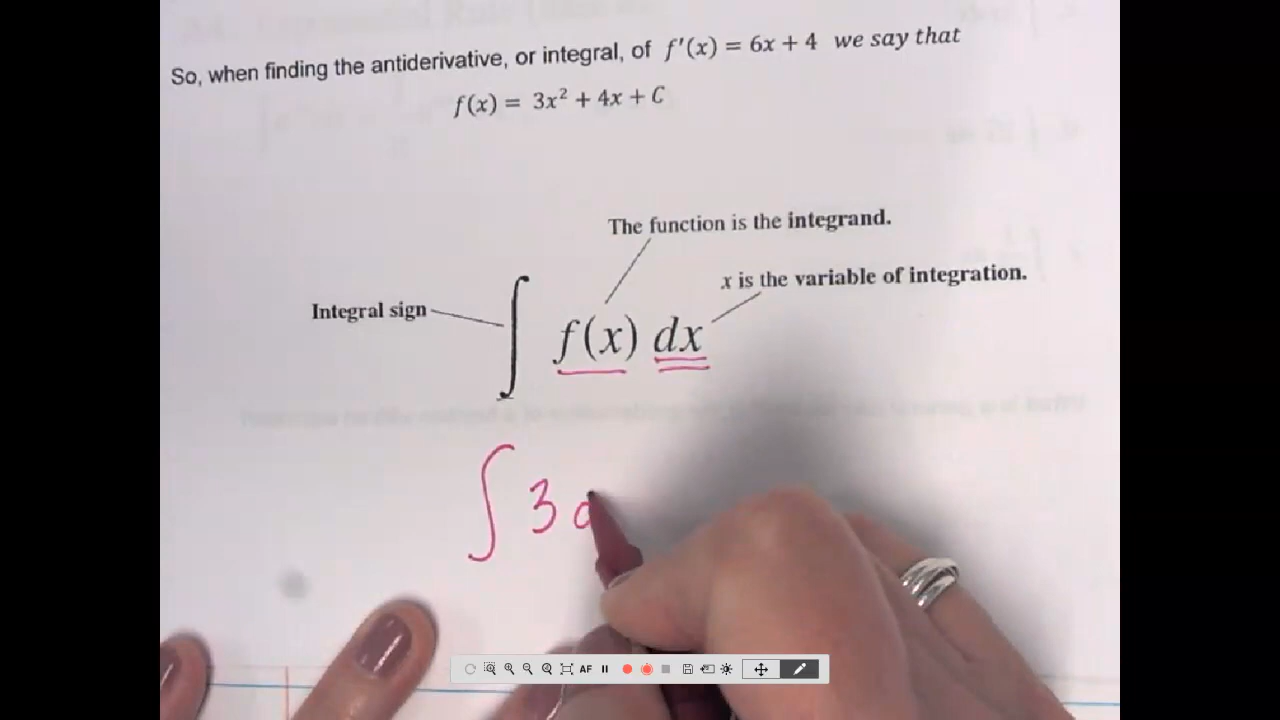 So, when finding the antiderivative, or integral, of f′(x) = 6x + 4 we say that
f(x) = 3x² + 4x + C
The function is the integrand.
x is the variable of integration.
Integral sign
∫ f(x) dx
∫ 3
AF